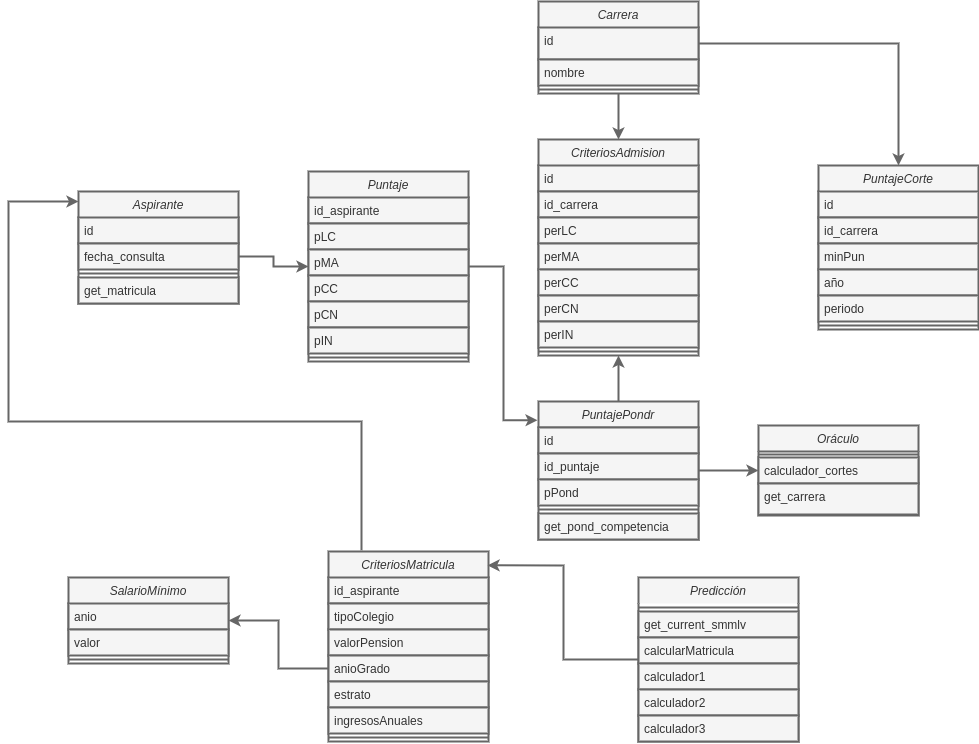 Carrera
id
nombre
CriteriosAdmision
id
id_carrera
perLC
perMA
perCC
perCN
perIN
PuntajeCorte
id
id_carrera
minPun
año
periodo
Puntaje
id_aspirante
pLC
pMA
pCC
pCN
pIN
Aspirante
id
fecha_consulta
get_matricula
PuntajePondr
id
id_puntaje
pPond
get_pond_competencia
Oráculo
calculador_cortes
get_carrera
CriteriosMatricula
id_aspirante
tipoColegio
valorPension
anioGrado
estrato
ingresosAnuales
SalarioMínimo
anio
valor
Predicción
get_current_smmlv
calcularMatricula
calculador1
calculador2
calculador3